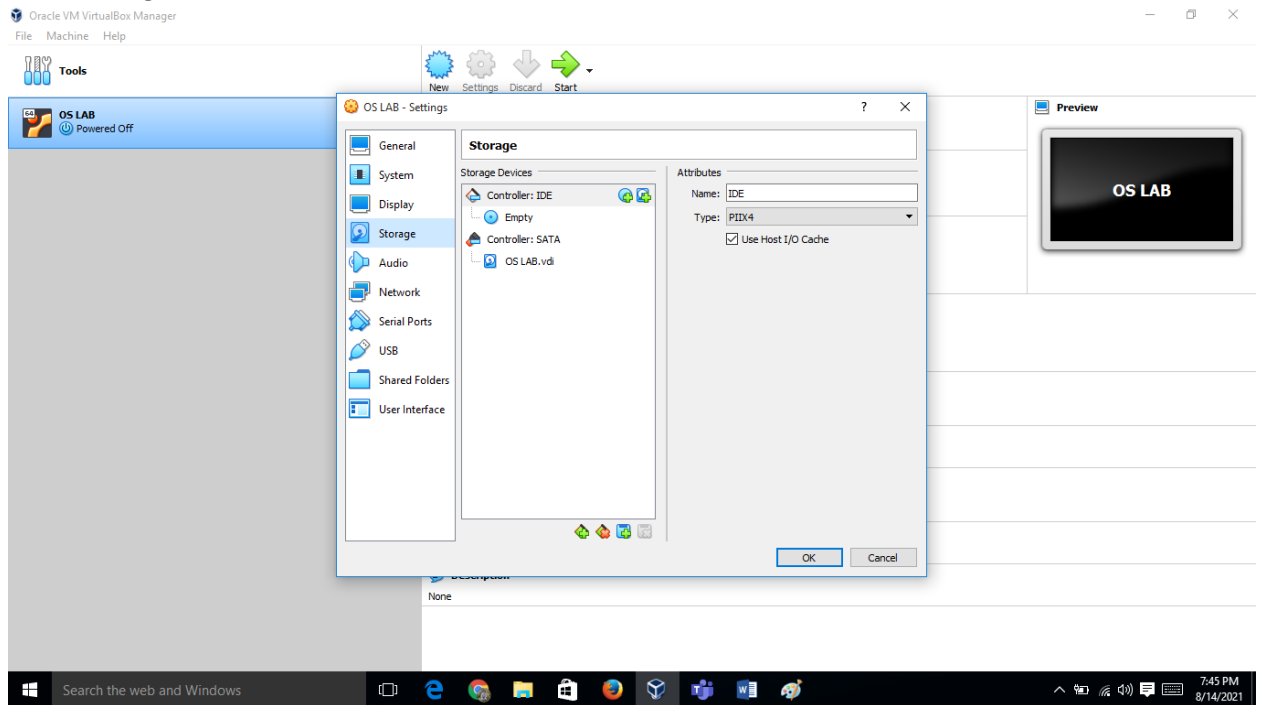 Oracle VM VirtualBox Manager
File Machine Help
Tools
New Settings Discard Start
64
OS LAB
Powered Off
OS LAB - Settings
?
Preview
OS LAB
General
System
Display
Storage
Audio
Network
Serial Ports
USB
Shared Folders
User Interface
Storage
Storage Devices
Controller: IDE
Empty
Controller: SATA
OS LAB.vdi
Attributes
Name: IDE
Type: PIIX4
Use Host I/O Cache
OK Cancel
Description
None
Search the web and Windows
7:45 PM
8/14/2021